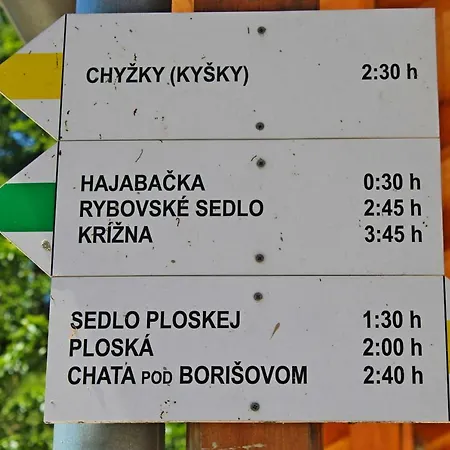 CHYŽKY (KYŠKY) 2:30 h
HAJABAČKA 0:30 h
RYBOVSKÉ SEDLO 2:45 h
KRÍŽNA 3:45 h
SEDLO PLOSKEJ 1:30 h
PLOSKÁ 2:00 h
CHATA POD BORIŠOVOM 2:40 h